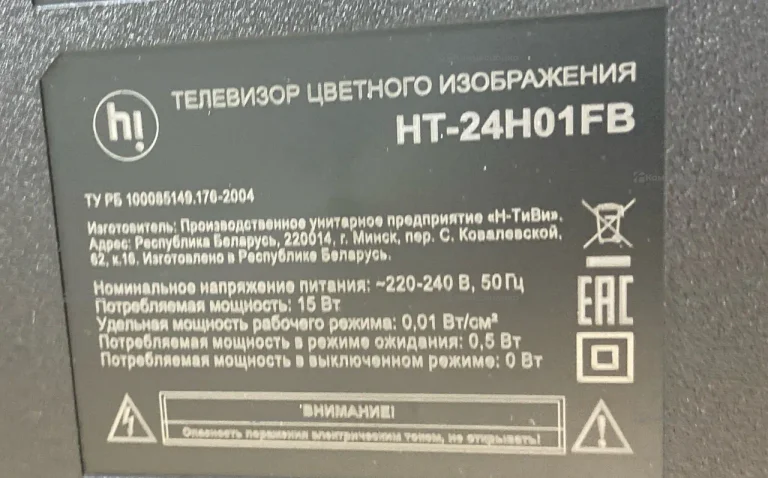 hi
ТЕЛЕВИЗОР ЦВЕТНОГО ИЗОБРАЖЕНИЯ
HT-24H01FB
ТУ РБ 100085149.176-2004
Изготовитель: Производственное унитарное предприятие «Н-ТиВи».
Адрес: Республика Беларусь, 220014, г. Минск, пер. С. Ковалевской,
62, к.16. Изготовлено в Республике Беларусь.
Номинальное напряжение питания: ~220-240 В, 50 Гц
Потребляемая мощность: 15 Вт
Удельная мощность рабочего режима: 0,01 Вт/см²
Потребляемая мощность в режиме ожидания: 0,5 Вт
Потребляемая мощность в выключенном режиме: 0 Вт
EAC
ВНИМАНИЕ!
Опасность поражения электрическим током, не открывать!